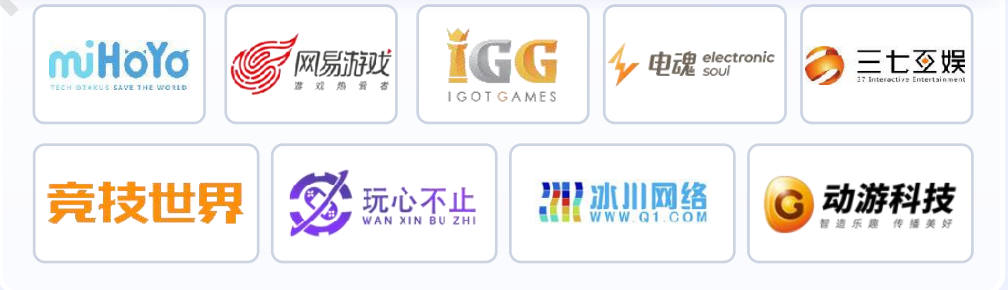 miHoYo
TECH OTAKUS SAVE THE WORLD
网易游戏
游戏热爱者
IGG
I GOT GAMES
电魂 electronic soul
三七互娱
37 Interactive Entertainment
竞技世界
玩心不止
WAN XIN BU ZHI
冰川网络
WWW.Q1.COM
G 动游科技
智造乐趣 传播美好